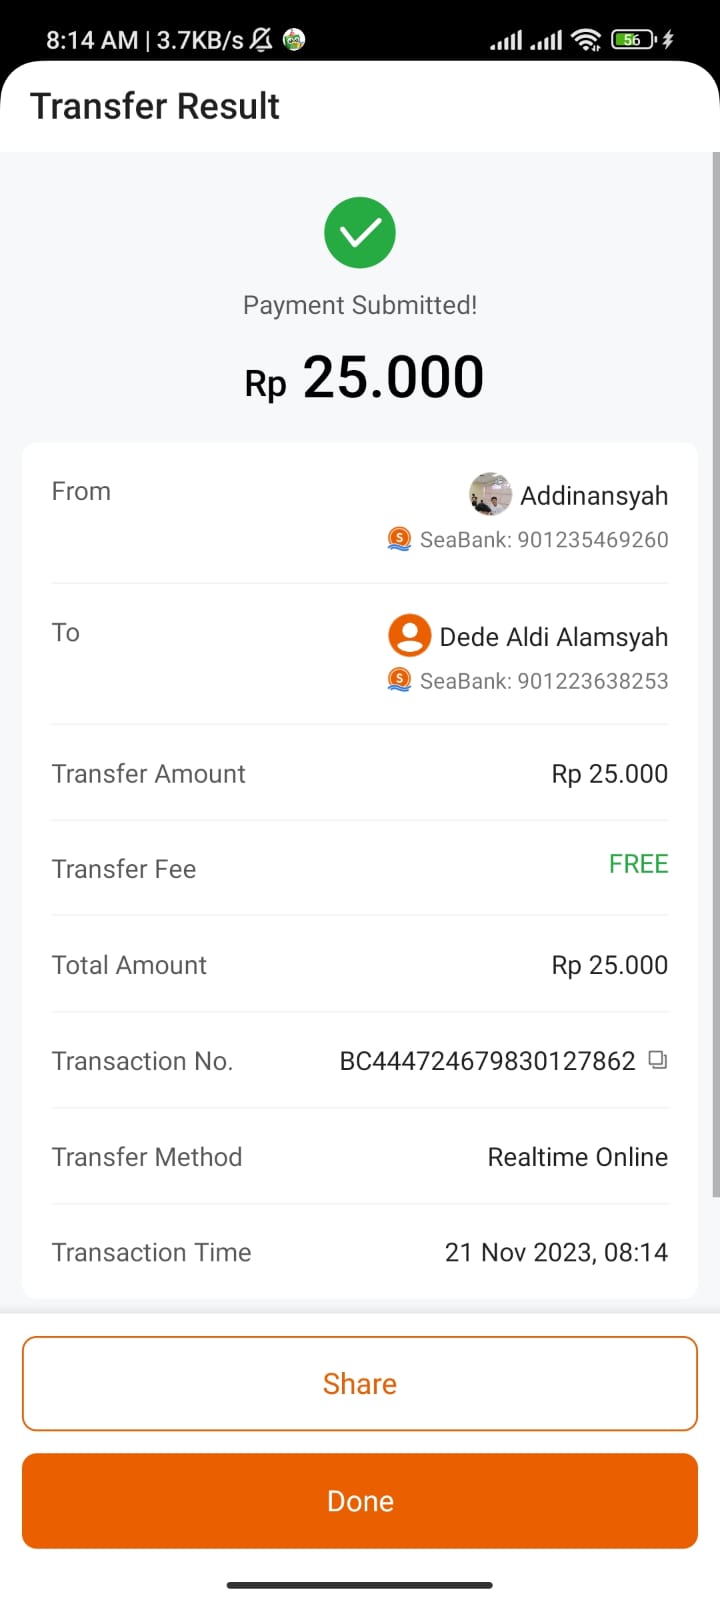 8:14 AM | 3.7KB/s 56
Transfer Result
Payment Submitted!
Rp 25.000
From Addinansyah
SeaBank: 901235469260
To Dede Aldi Alamsyah
SeaBank: 901223638253
Transfer Amount Rp 25.000
Transfer Fee FREE
Total Amount Rp 25.000
Transaction No. BC444724679830127862
Transfer Method Realtime Online
Transaction Time 21 Nov 2023, 08:14
Share
Done